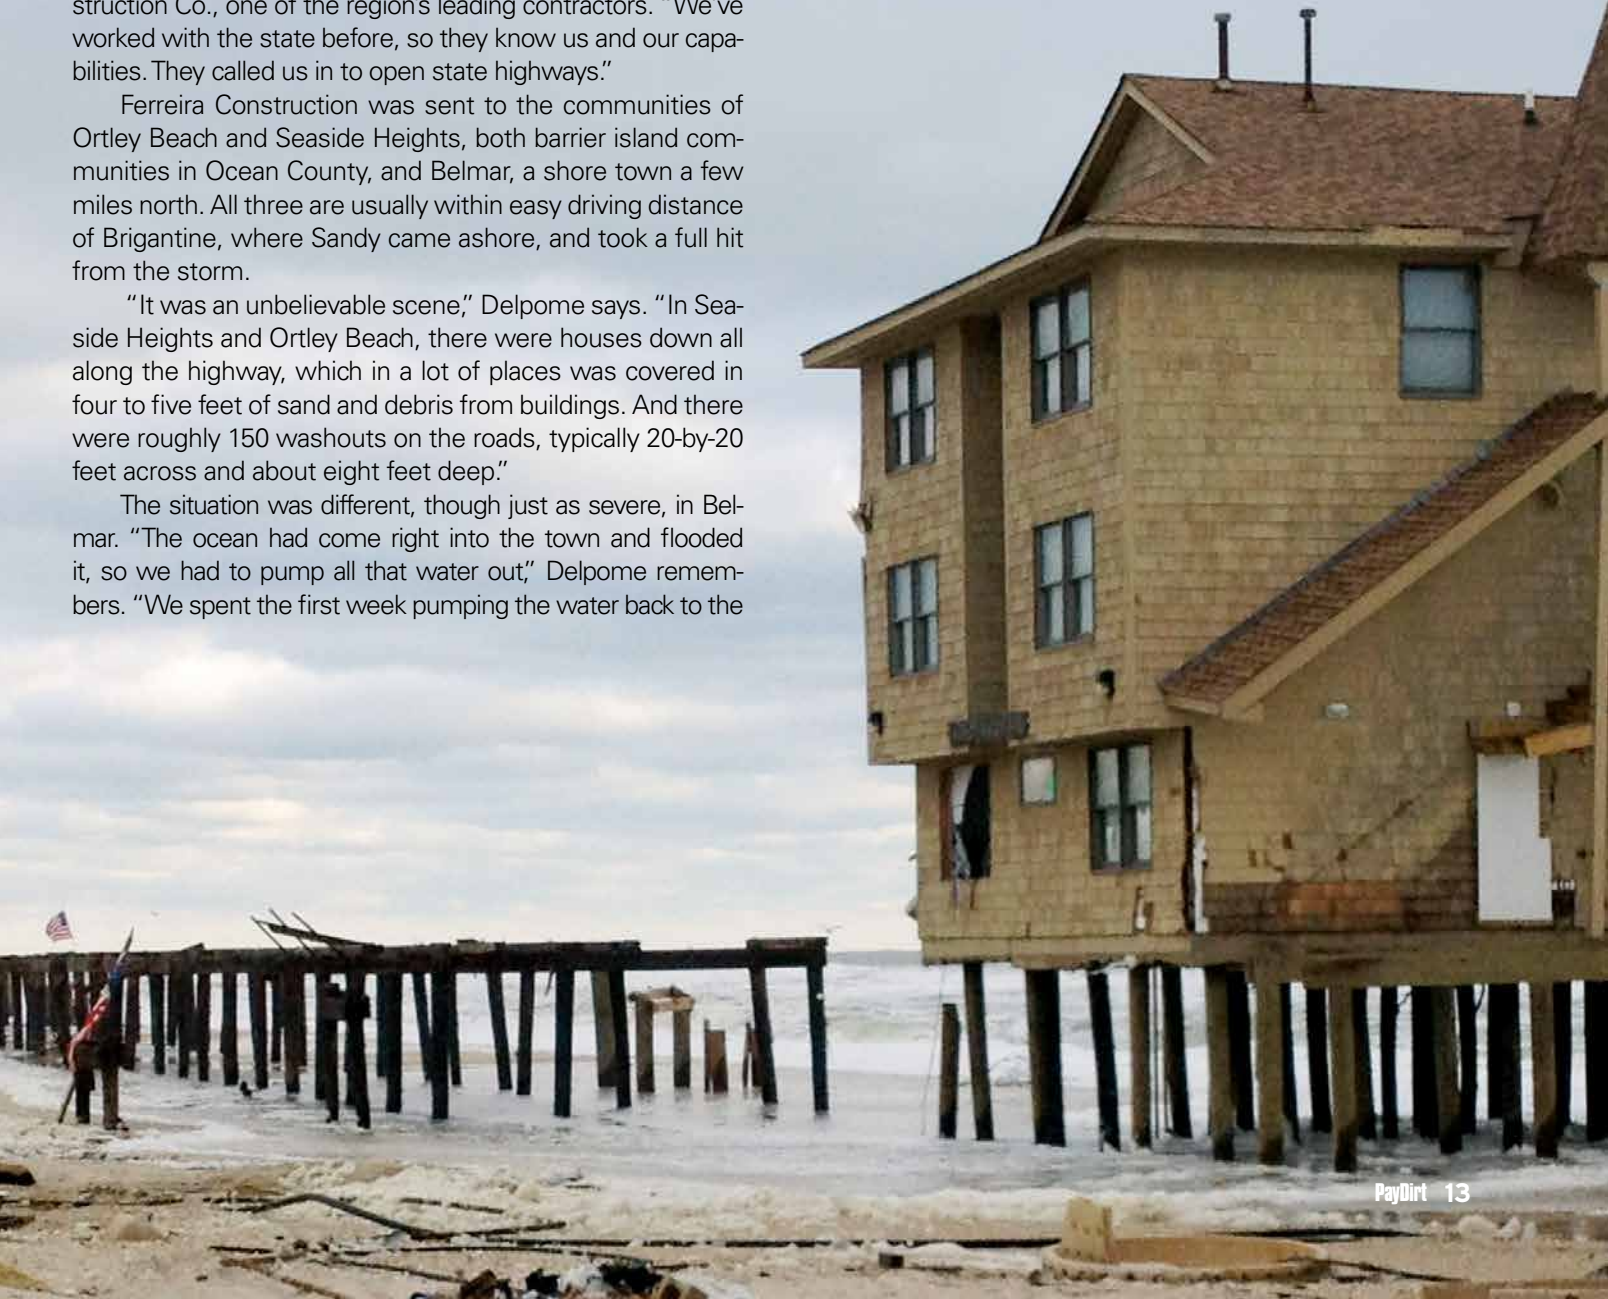 struction Co., one of the region's leading contractors. “We've
worked with the state before, so they know us and our capa-
bilities. They called us in to open state highways.”
Ferreira Construction was sent to the communities of
Ortley Beach and Seaside Heights, both barrier island com-
munities in Ocean County, and Belmar, a shore town a few
miles north. All three are usually within easy driving distance
of Brigantine, where Sandy came ashore, and took a full hit
from the storm.
“It was an unbelievable scene,” Delpome says. “In Sea-
side Heights and Ortley Beach, there were houses down all
along the highway, which in a lot of places was covered in
four to five feet of sand and debris from buildings. And there
were roughly 150 washouts on the roads, typically 20-by-20
feet across and about eight feet deep.”
The situation was different, though just as severe, in Bel-
mar. “The ocean had come right into the town and flooded
it, so we had to pump all that water out,” Delpome remem-
bers. “We spent the first week pumping the water back to the
PayDirt 13